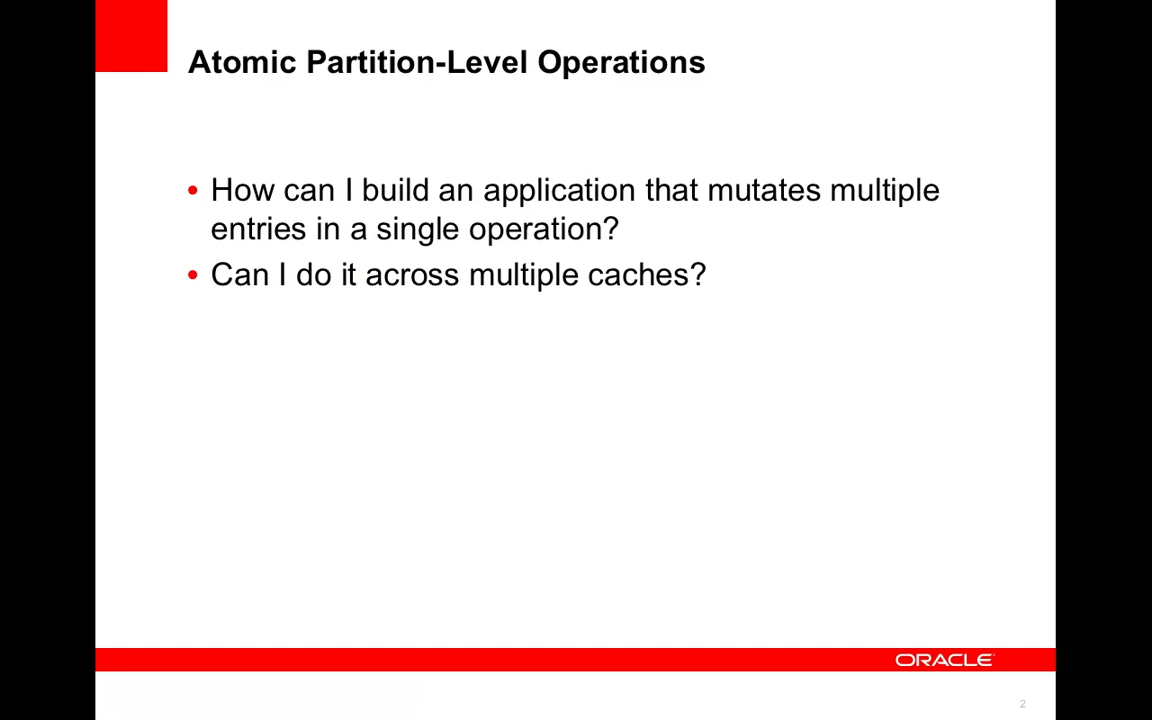 Atomic Partition-Level Operations
• How can I build an application that mutates multiple
entries in a single operation?
• Can I do it across multiple caches?
ORACLE
2